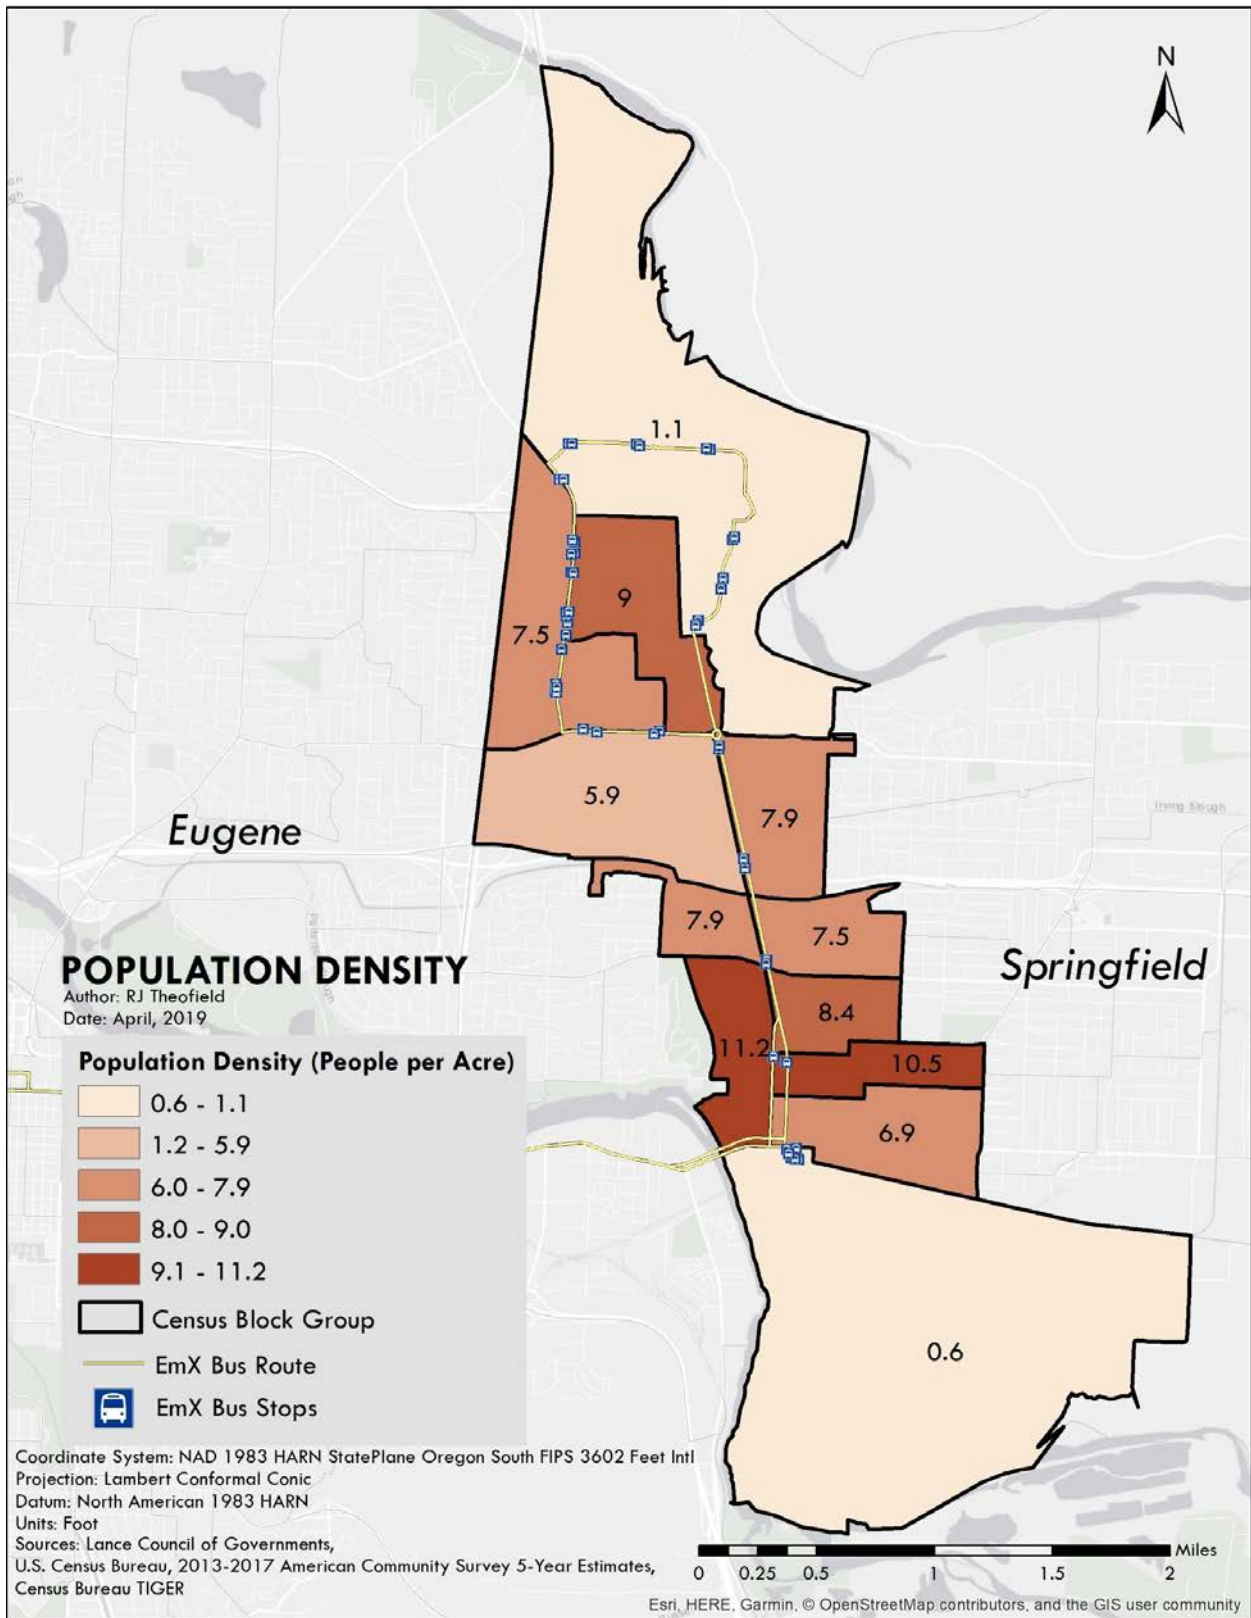 N
1.1
9
7.5
5.9
7.9
Eugene
Irving Slough
7.9
7.5
Springfield
POPULATION DENSITY
Author: RJ Theofield
Date: April, 2019
8.4
11.2
10.5
6.9
Population Density (People per Acre)
0.6 - 1.1
1.2 - 5.9
6.0 - 7.9
8.0 - 9.0
9.1 - 11.2
Census Block Group
EmX Bus Route
EmX Bus Stops
0.6
Coordinate System: NAD 1983 HARN StatePlane Oregon South FIPS 3602 Feet Intl
Projection: Lambert Conformal Conic
Datum: North American 1983 HARN
Units: Foot
Sources: Lance Council of Governments,
U.S. Census Bureau, 2013-2017 American Community Survey 5-Year Estimates,
Census Bureau TIGER
Miles
0 0.25 0.5 1 1.5 2
Esri, HERE, Garmin, © OpenStreetMap contributors, and the GIS user community